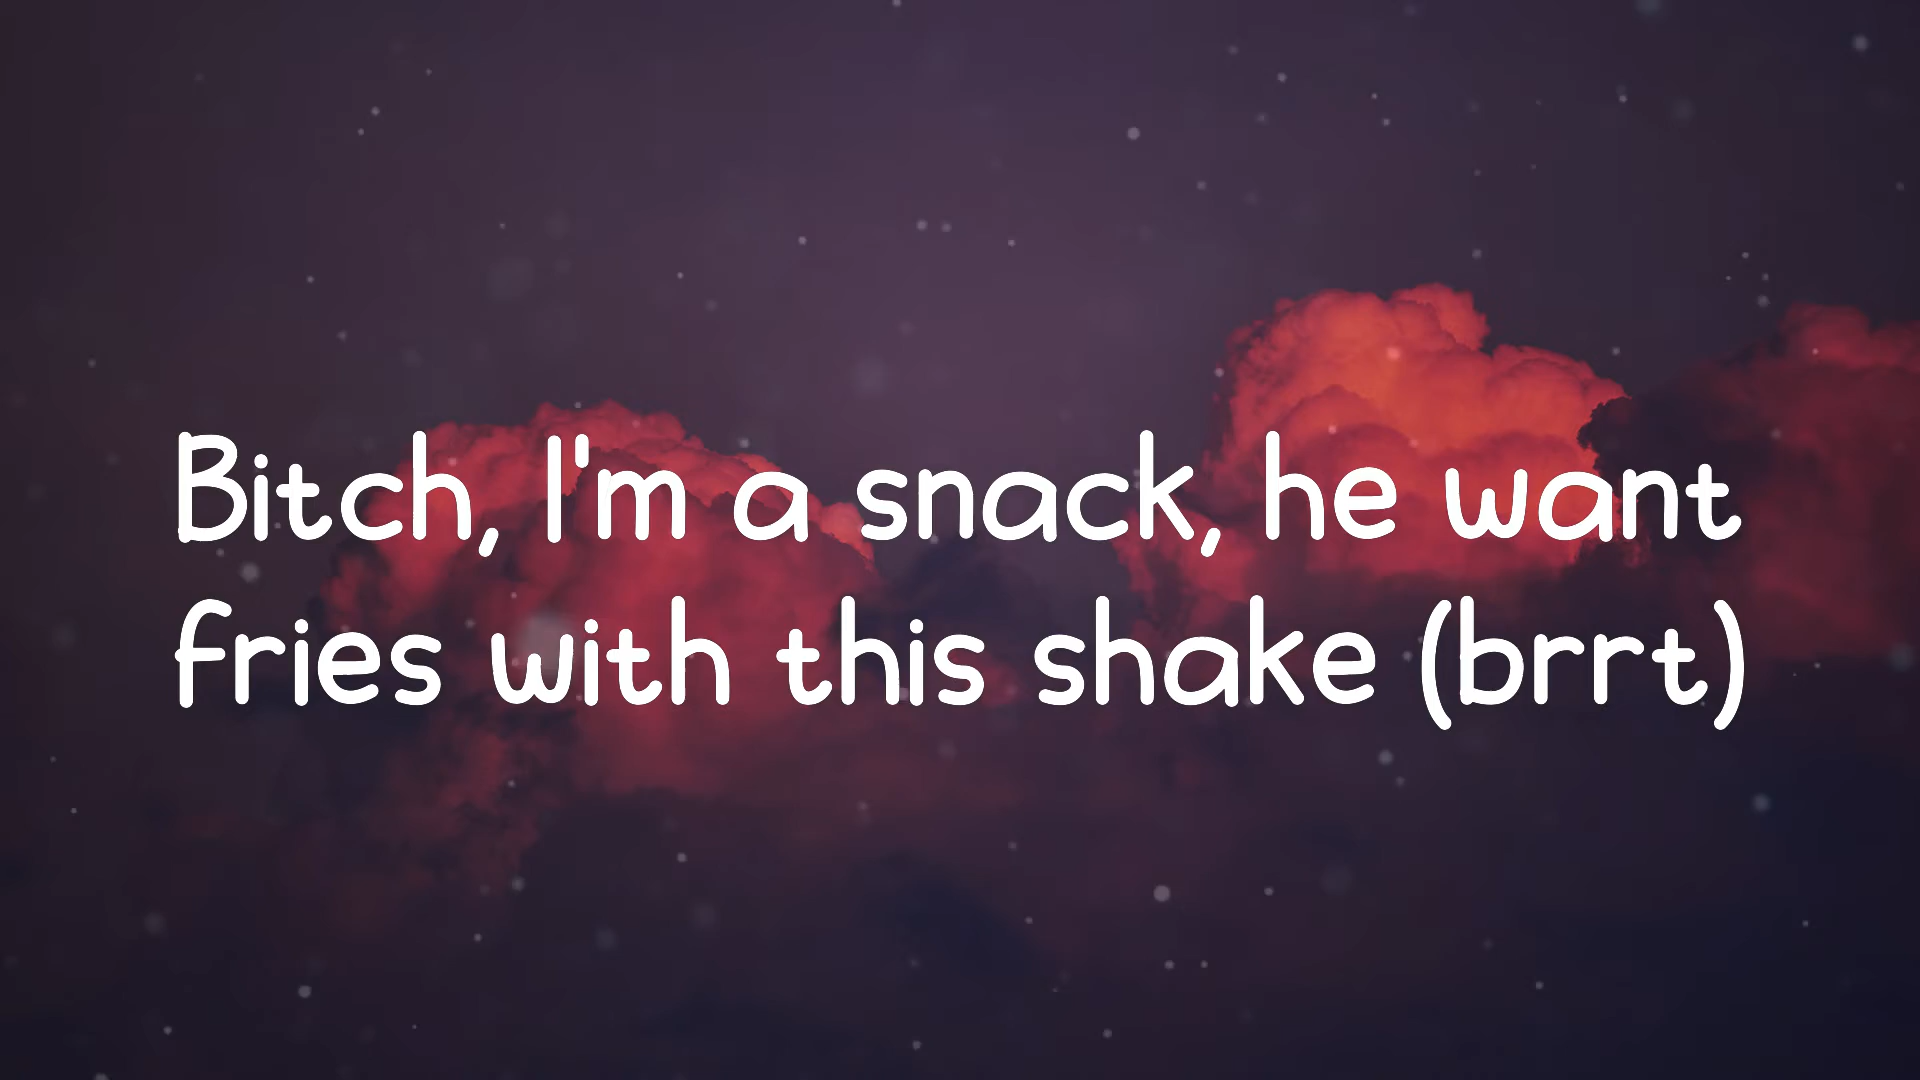 Bitch, I'm a snack, he want
fries with this shake (brrt)